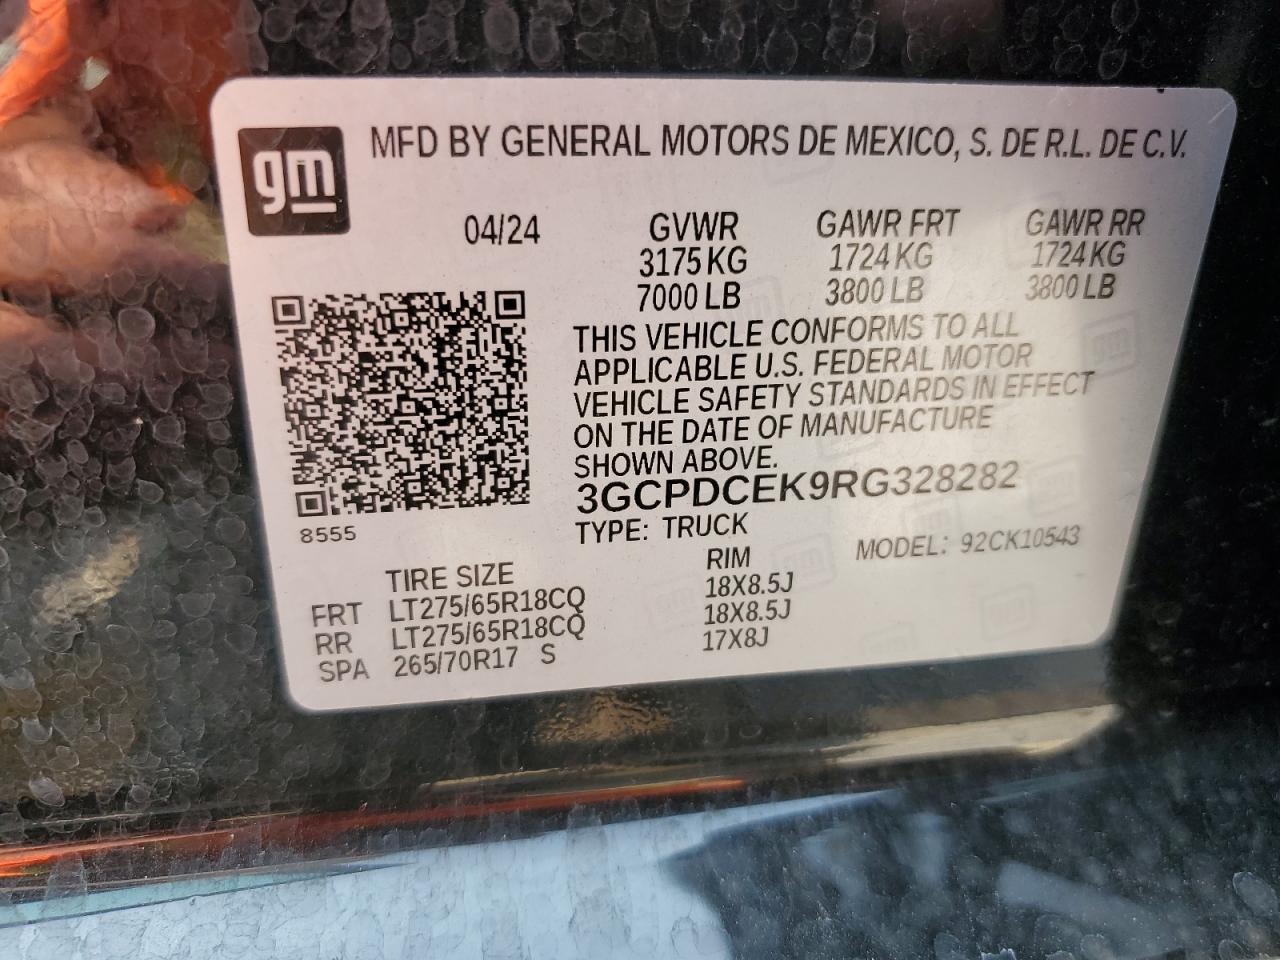 gm
MFD BY GENERAL MOTORS DE MEXICO, S. DE R.L. DE C.V.
04/24 GVWR GAWR FRT GAWR RR
3175 KG 1724 KG 1724 KG
7000 LB 3800 LB 3800 LB
THIS VEHICLE CONFORMS TO ALL
APPLICABLE U.S. FEDERAL MOTOR
VEHICLE SAFETY STANDARDS IN EFFECT
ON THE DATE OF MANUFACTURE
SHOWN ABOVE.
3GCPDCEK9RG328282
8555
TYPE: TRUCK MODEL: 92CK10543
TIRE SIZE RIM
FRT LT275/65R18CQ 18X8.5J
RR LT275/65R18CQ 18X8.5J
SPA 265/70R17 S 17X8J